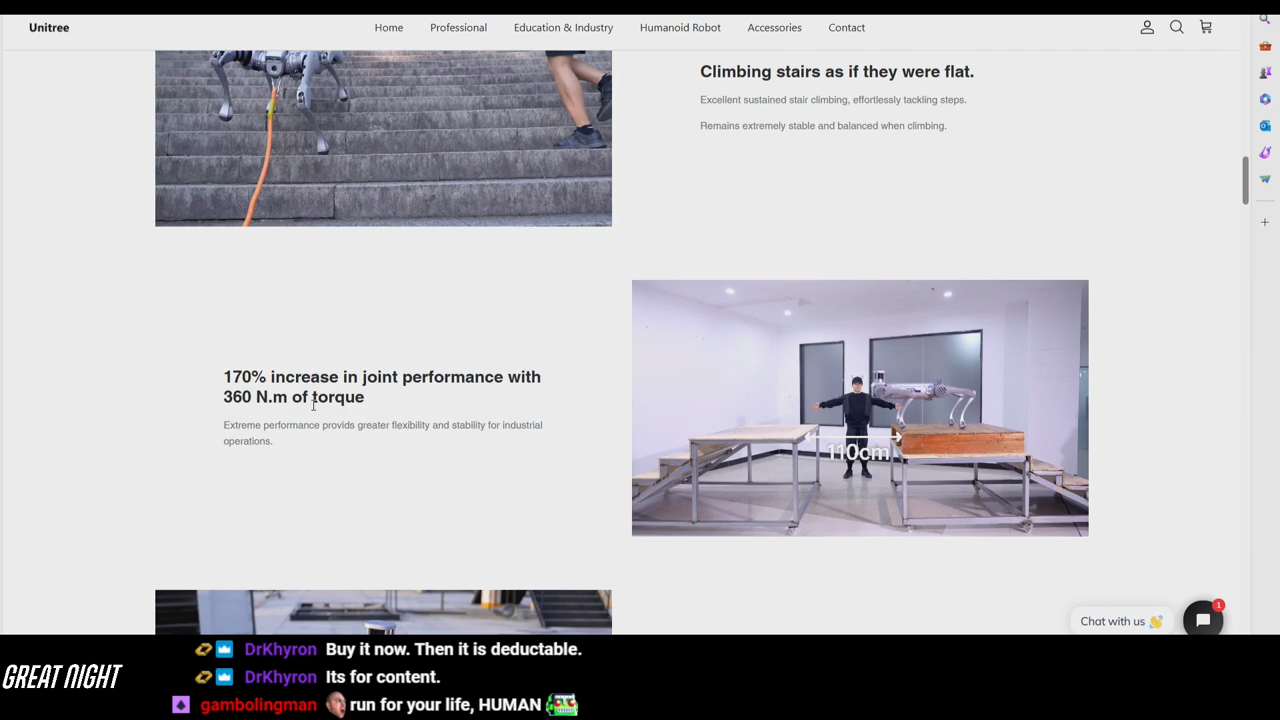 Unitree
Home Professional Education & Industry Humanoid Robot Accessories Contact
Climbing stairs as if they were flat.
Excellent sustained stair climbing, effortlessly tackling steps.
Remains extremely stable and balanced when climbing.
170% increase in joint performance with
360 N.m of torque
Extreme performance provids greater flexibility and stability for industrial
operations.
110cm
Chat with us 👋
1
DrKhyron Buy it now. Then it is deductable.
DrKhyron Its for content.
gambolingman run for your life, HUMAN
GREAT NIGHT